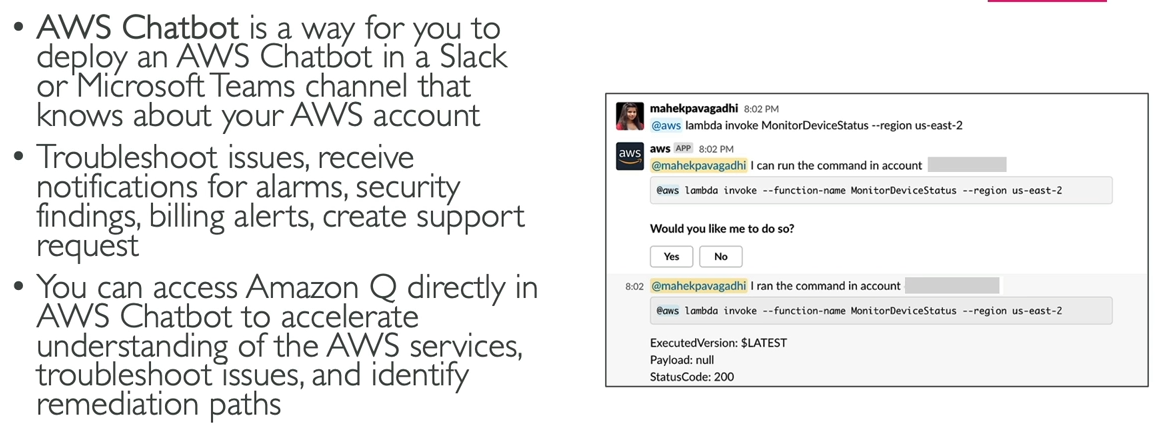 • AWS Chatbot is a way for you to
deploy an AWS Chatbot in a Slack
or Microsoft Teams channel that
knows about your AWS account
• Troubleshoot issues, receive
notifications for alarms, security
findings, billing alerts, create support
request
• You can access Amazon Q directly in
AWS Chatbot to accelerate
understanding of the AWS services,
troubleshoot issues, and identify
remediation paths
mahekpavagadhi 8:02 PM
@aws lambda invoke MonitorDeviceStatus --region us-east-2
aws
aws APP 8:02 PM
@mahekpavagadhi I can run the command in account
@aws lambda invoke --function-name MonitorDeviceStatus --region us-east-2
Would you like me to do so?
Yes No
8:02 @mahekpavagadhi I ran the command in account
@aws lambda invoke --function-name MonitorDeviceStatus --region us-east-2
ExecutedVersion: $LATEST
Payload: null
StatusCode: 200